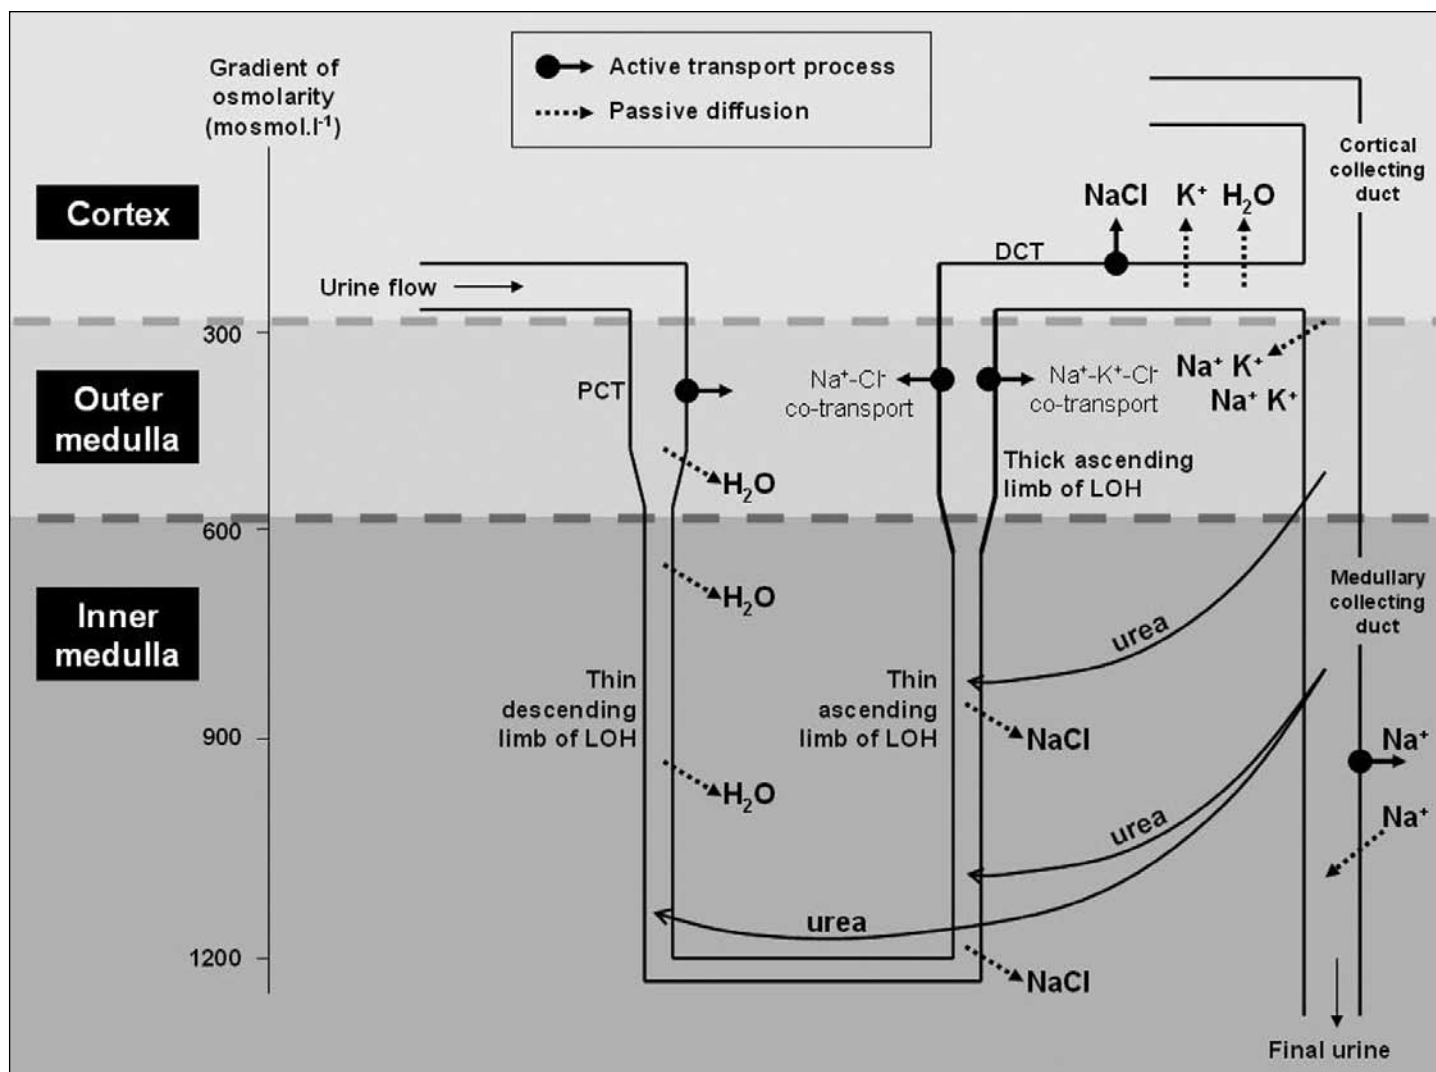 Active transport process
Passive diffusion
Gradient of
osmolarity
(mosmol.l⁻¹)
Cortical
collecting
duct
Cortex
NaCl K⁺ H₂O
DCT
Urine flow
300
Na⁺ K⁺
Na⁺ K⁺
Outer
medulla
PCT
Na⁺-Cl⁻
co-transport
Na⁺-K⁺-Cl⁻
co-transport
Thick ascending
limb of LOH
H₂O
600
Inner
medulla
H₂O
Medullary
collecting
duct
urea
Thin
descending
limb of LOH
Thin
ascending
limb of LOH
900
NaCl
Na⁺
H₂O
urea
Na⁺
urea
1200
NaCl
Final urine